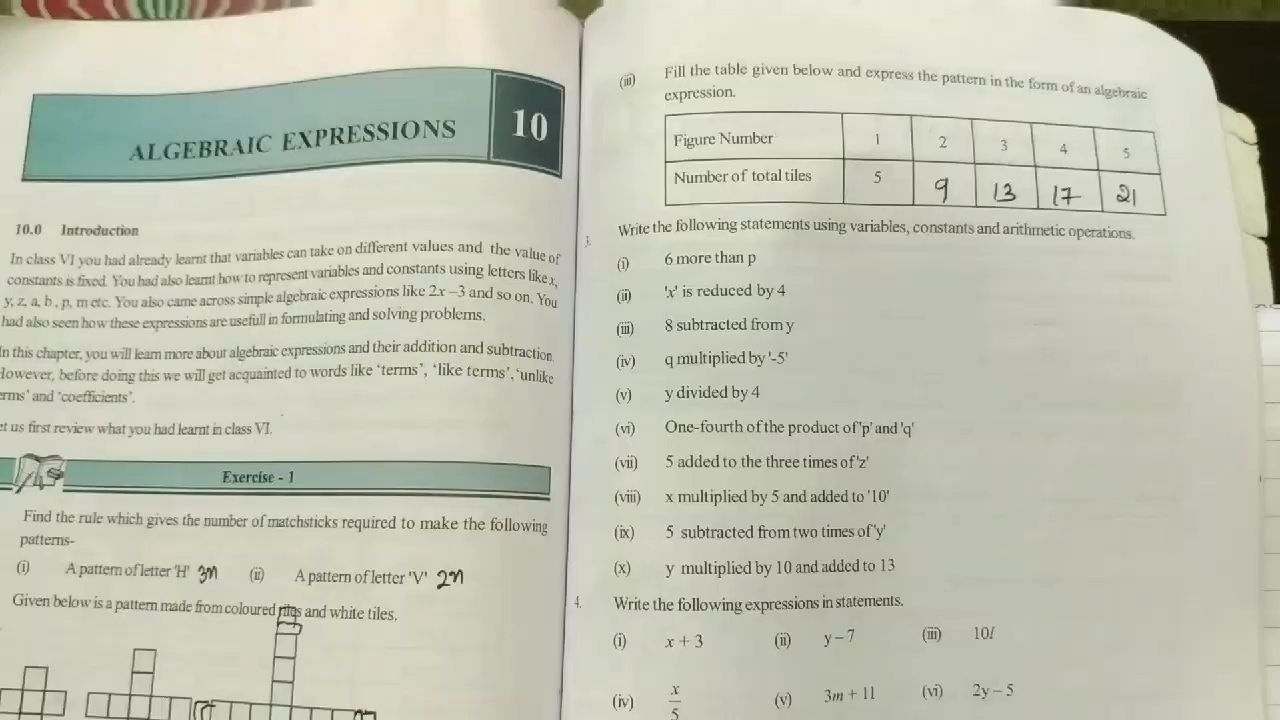 ALGEBRAIC EXPRESSIONS 10
10.0 Introduction
In class VI you had already learnt that variables can take on different values and the value of
constants is fixed. You had also learnt how to represent variables and constants using letters like x,
y, z, a, b, p, m etc. You also came across simple algebraic expressions like 2x – 3 and so on. You
had also seen how these expressions are usefull in formulating and solving problems.
In this chapter, you will learn more about algebraic expressions and their addition and subtraction.
However, before doing this we will get acquainted to words like 'terms', 'like terms', 'unlike
erms' and 'coefficients'.
et us first review what you had learnt in class VI.
Exercise - 1
Find the rule which gives the number of matchsticks required to make the following
patterns-
(i) A pattern of letter 'H' 3n (ii) A pattern of letter 'V' 2n
Given below is a pattern made from coloured and white tiles.
(iii) Fill the table given below and express the pattern in the form of an algebraic
expression.
Figure Number 1 2 3 4 5
Number of total tiles 5 9 13 17 21
3. Write the following statements using variables, constants and arithmetic operations.
(i) 6 more than p
(ii) 'x' is reduced by 4
(iii) 8 subtracted from y
(iv) q multiplied by '-5'
(v) y divided by 4
(vi) One-fourth of the product of 'p' and 'q'
(vii) 5 added to the three times of 'z'
(viii) x multiplied by 5 and added to '10'
(ix) 5 subtracted from two times of 'y'
(x) y multiplied by 10 and added to 13
4. Write the following expressions in statements.
(i) x + 3 (ii) y – 7 (iii) 10l
(iv) x/5 (v) 3m + 11 (vi) 2y – 5